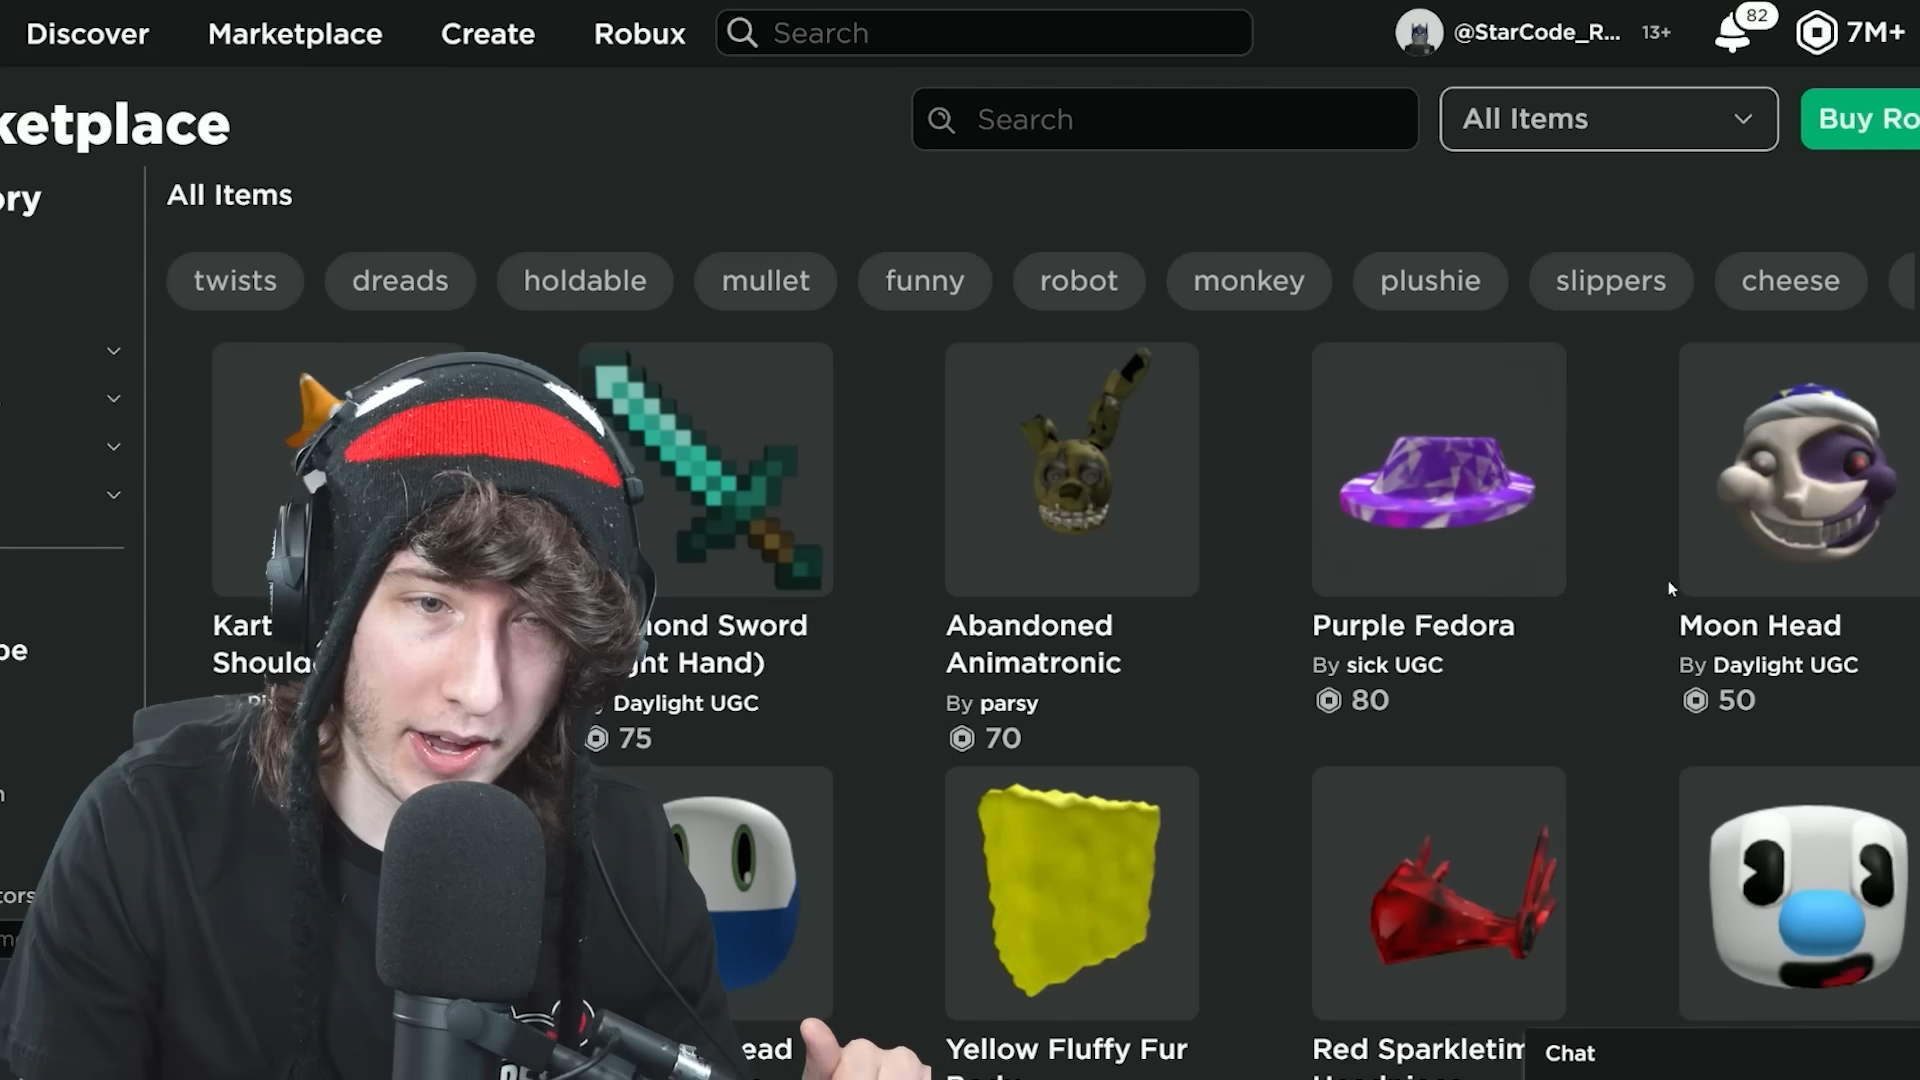 Discover Marketplace Create Robux Search @StarCode_R... 13+ 82 7M+
ketplace Search All Items Buy Ro
ory All Items
twists dreads holdable mullet funny robot monkey plushie slippers cheese
Kart
Shoula
ond Sword
ght Hand)
Daylight UGC
75
Abandoned
Animatronic
By parsy
70
Purple Fedora
By sick UGC
80
Moon Head
By Daylight UGC
50
pe
tors
ead
Yellow Fluffy Fur
Red Sparkletim
Chat